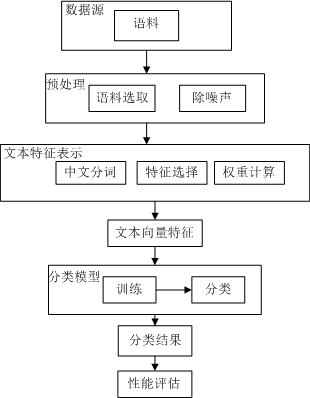 数据源
语料
预处理
语料选取
除噪声
文本特征表示
中文分词
特征选择
权重计算
文本向量特征
分类模型
训练
分类
分类结果
性能评估